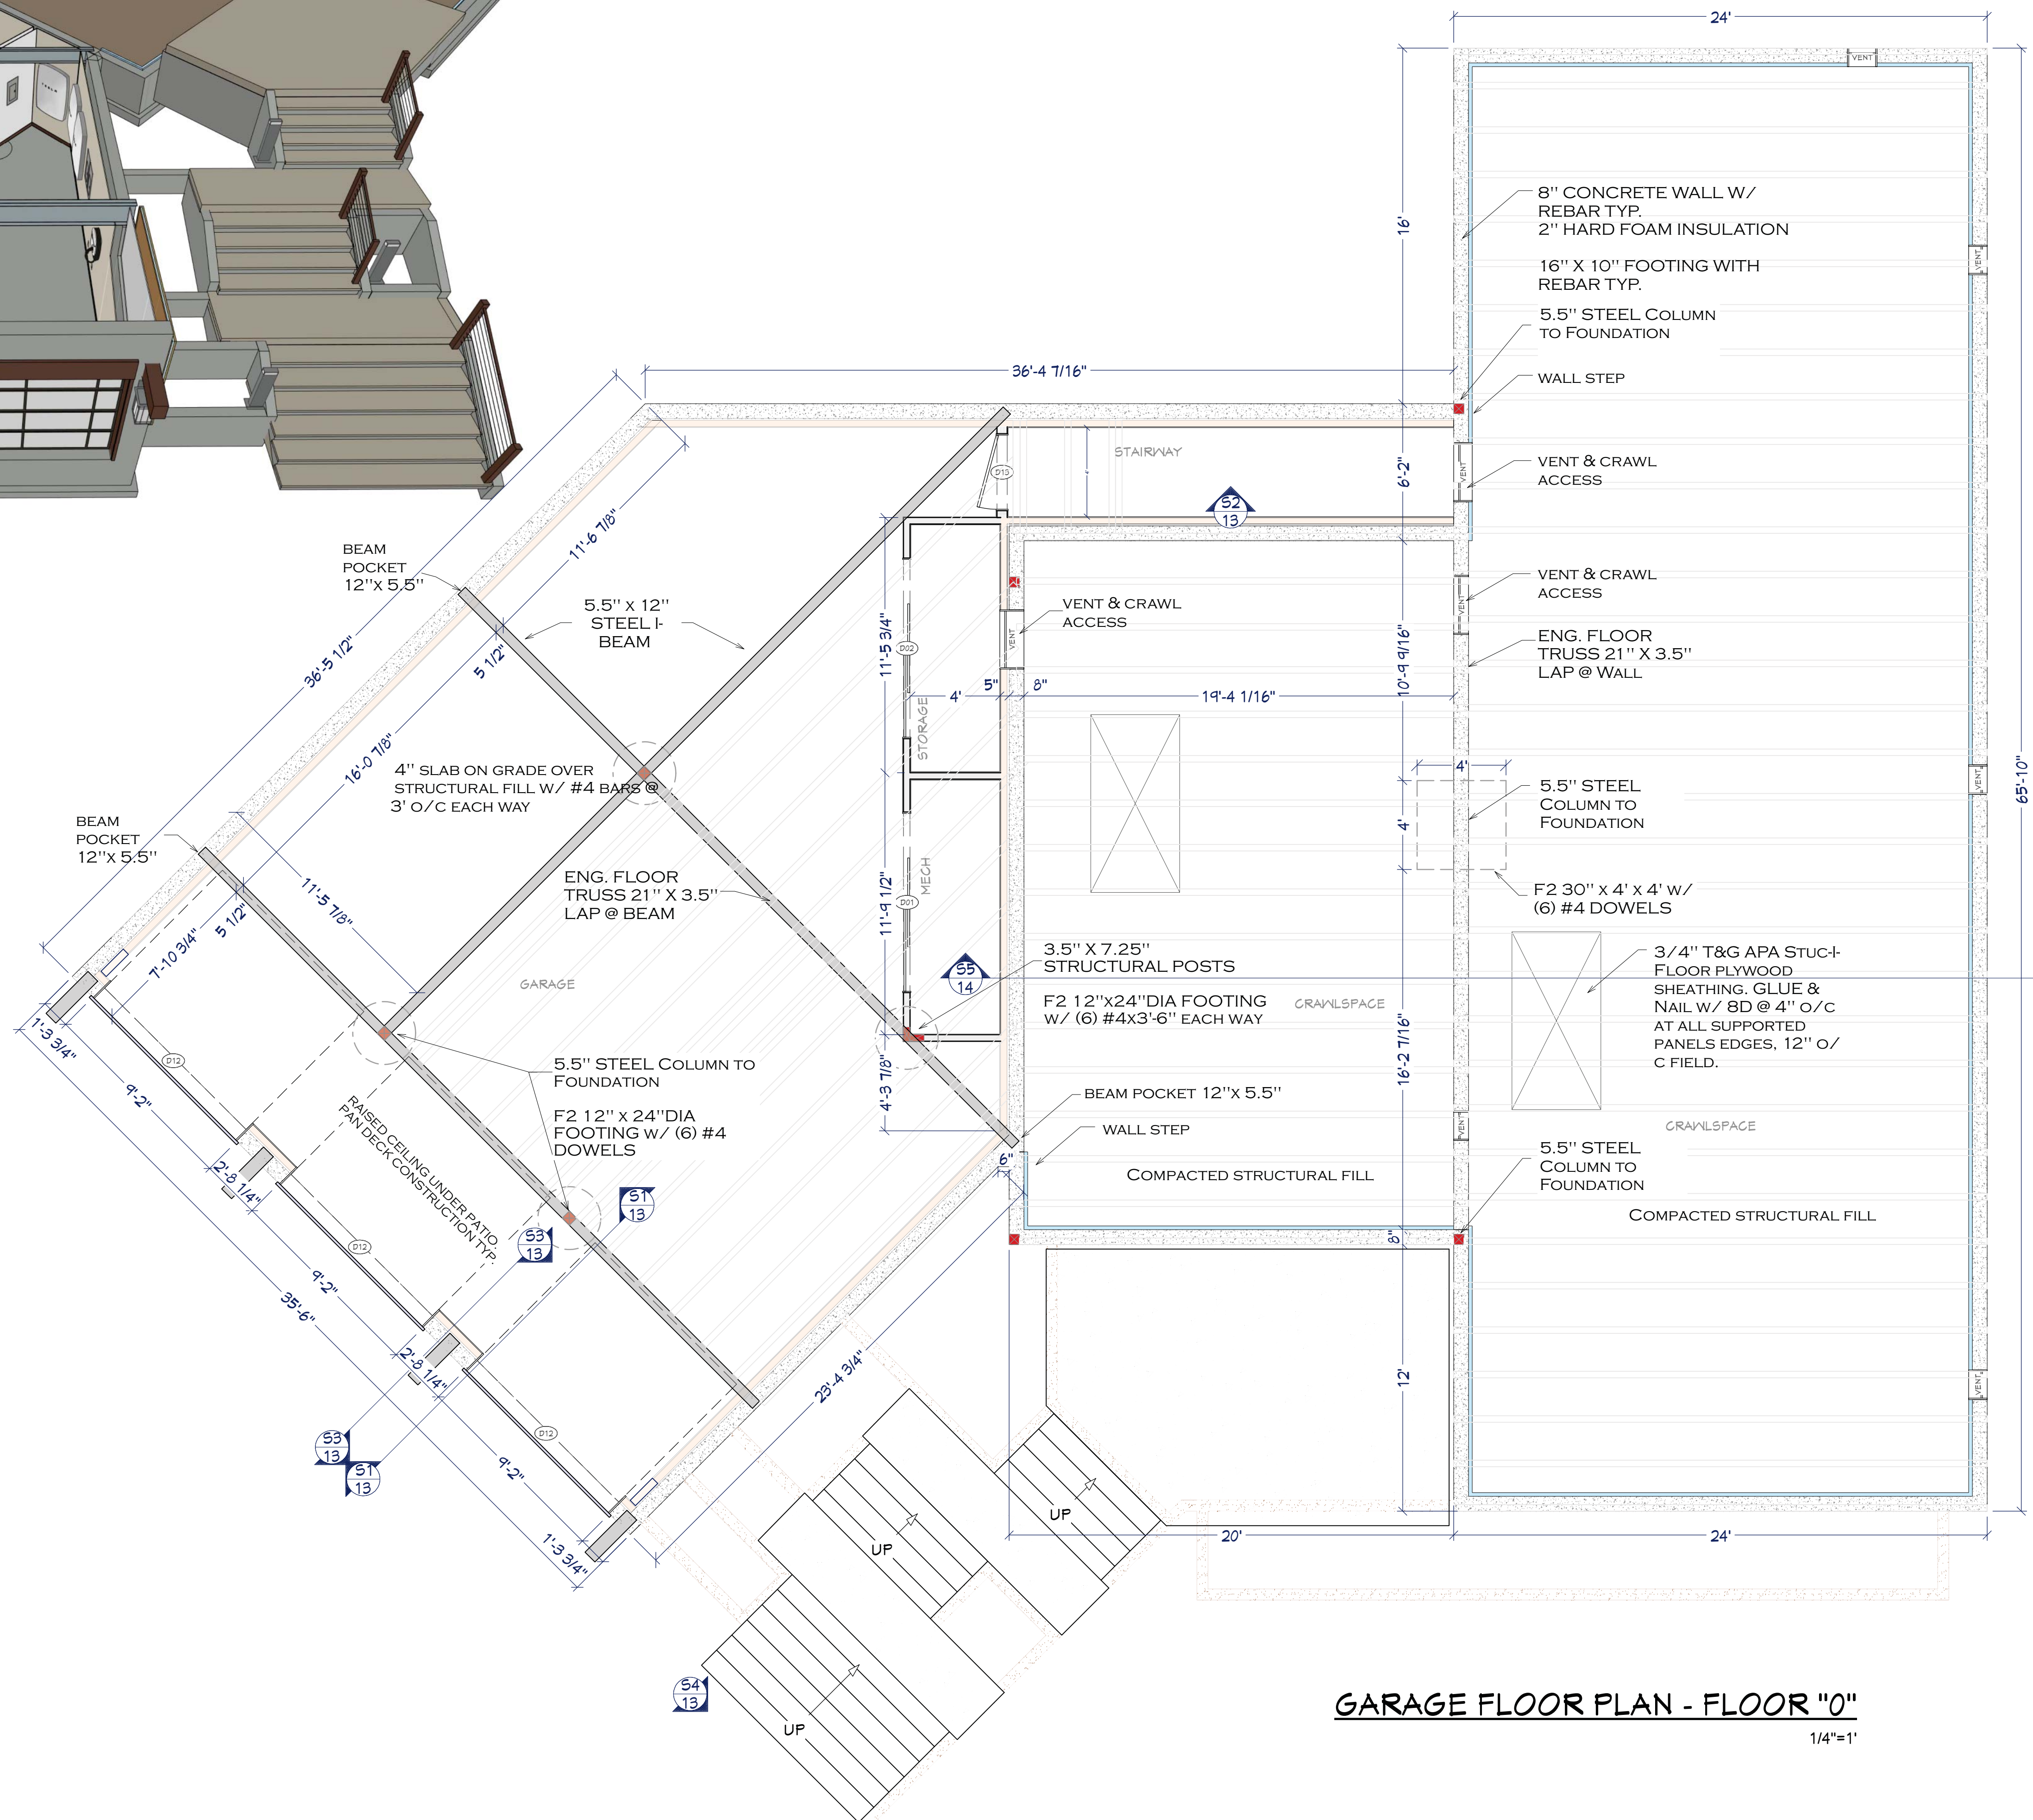 24'
VENT
TESLA
8" CONCRETE WALL W/
REBAR TYP.
2" HARD FOAM INSULATION
16" X 10" FOOTING WITH
REBAR TYP.
16'
VENT
5.5" STEEL COLUMN
TO FOUNDATION
WALL STEP
36'-4 7/16"
STAIRWAY
D13
6'-2"
VENT
VENT & CRAWL
ACCESS
S2
13
11'-6 7/8"
BEAM
POCKET
12"x 5.5"
5.5" x 12"
STEEL I-
BEAM
5 1/2"
36'-5 1/2"
VENT & CRAWL
ACCESS
VENT
VENT & CRAWL
ACCESS
VENT
D02
11'-5 3/4"
10'-9 9/16"
ENG. FLOOR
TRUSS 21" X 3.5"
LAP @ WALL
4'
5"
8"
19'-4 1/16"
STORAGE
16'-0 7/8"
4" SLAB ON GRADE OVER
STRUCTURAL FILL W/ #4 BARS @
3' O/C EACH WAY
4'
4'
VENT
65'-10"
5.5" STEEL
COLUMN TO
FOUNDATION
BEAM
POCKET
12"x 5.5"
11'-5 7/8"
ENG. FLOOR
TRUSS 21" X 3.5"
LAP @ BEAM
MECH
D01
11'-9 1/2"
F2 30" x 4' x 4' W/
(6) #4 DOWELS
5 1/2"
7'-10 3/4"
GARAGE
3.5" X 7.25"
STRUCTURAL POSTS
S5
14
F2 12"x24"DIA FOOTING
W/ (6) #4x3'-6" EACH WAY
CRAWLSPACE
3/4" T&G APA STUC-I-
FLOOR PLYWOOD
SHEATHING. GLUE &
NAIL W/ 8D @ 4" O/C
AT ALL SUPPORTED
PANELS EDGES, 12" O/
C FIELD.
1'-3 3/4"
D12
9'-2"
5.5" STEEL COLUMN TO
FOUNDATION
F2 12" x 24"DIA
FOOTING W/ (6) #4
DOWELS
4'-3 7/8"
16'-2 7/16"
BEAM POCKET 12"x 5.5"
WALL STEP
VENT
CRAWLSPACE
RAISED CEILING UNDER PATIO
PAN DECK CONSTRUCTION TYP.
2'-8 1/4"
6"
COMPACTED STRUCTURAL FILL
5.5" STEEL
COLUMN TO
FOUNDATION
COMPACTED STRUCTURAL FILL
S1
13
S3
13
8"
D12
9'-2"
35'-6"
2'-8 1/4"
23'-4 3/4"
12'
VENT
D12
9'-2"
S3
13
S1
13
1'-3 3/4"
UP
UP
UP
20'
24'
S4
13
GARAGE FLOOR PLAN - FLOOR "0"
1/4"=1'